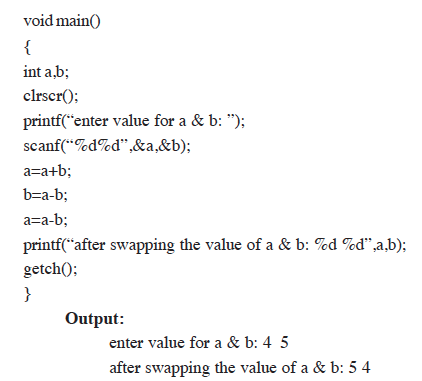 void main()
{
int a,b;
clrscr();
printf(“enter value for a & b: ”);
scanf(“%d%d”,&a,&b);
a=a+b;
b=a-b;
a=a-b;
printf(“after swapping the value of a & b: %d %d”,a,b);
getch();
}
Output:
enter value for a & b: 4 5
after swapping the value of a & b: 5 4